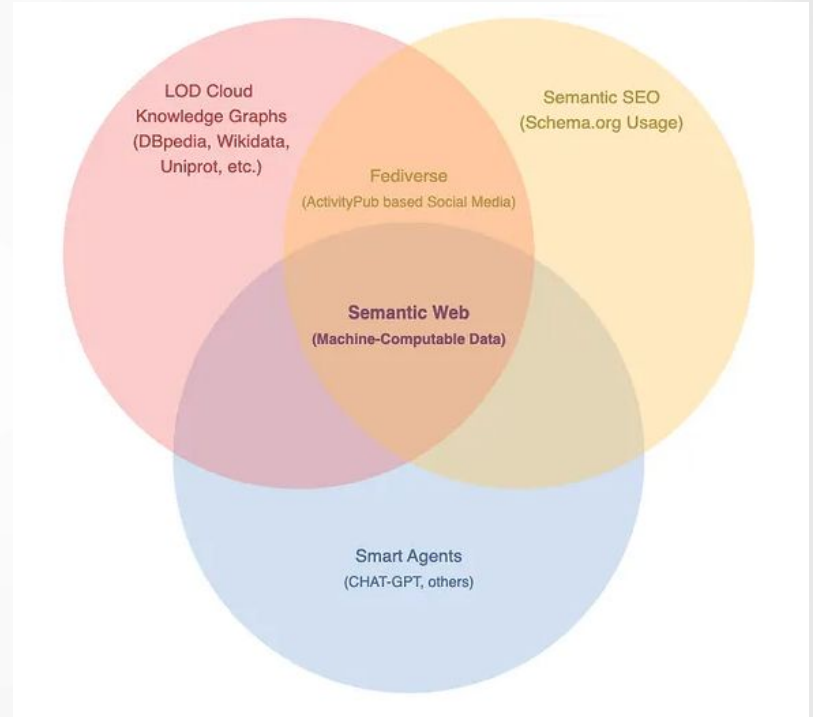 LOD Cloud
Knowledge Graphs
(DBpedia, Wikidata,
Uniprot, etc.)
Semantic SEO
(Schema.org Usage)
Fediverse
(ActivityPub based Social Media)
Semantic Web
(Machine-Computable Data)
Smart Agents
(CHAT-GPT, others)